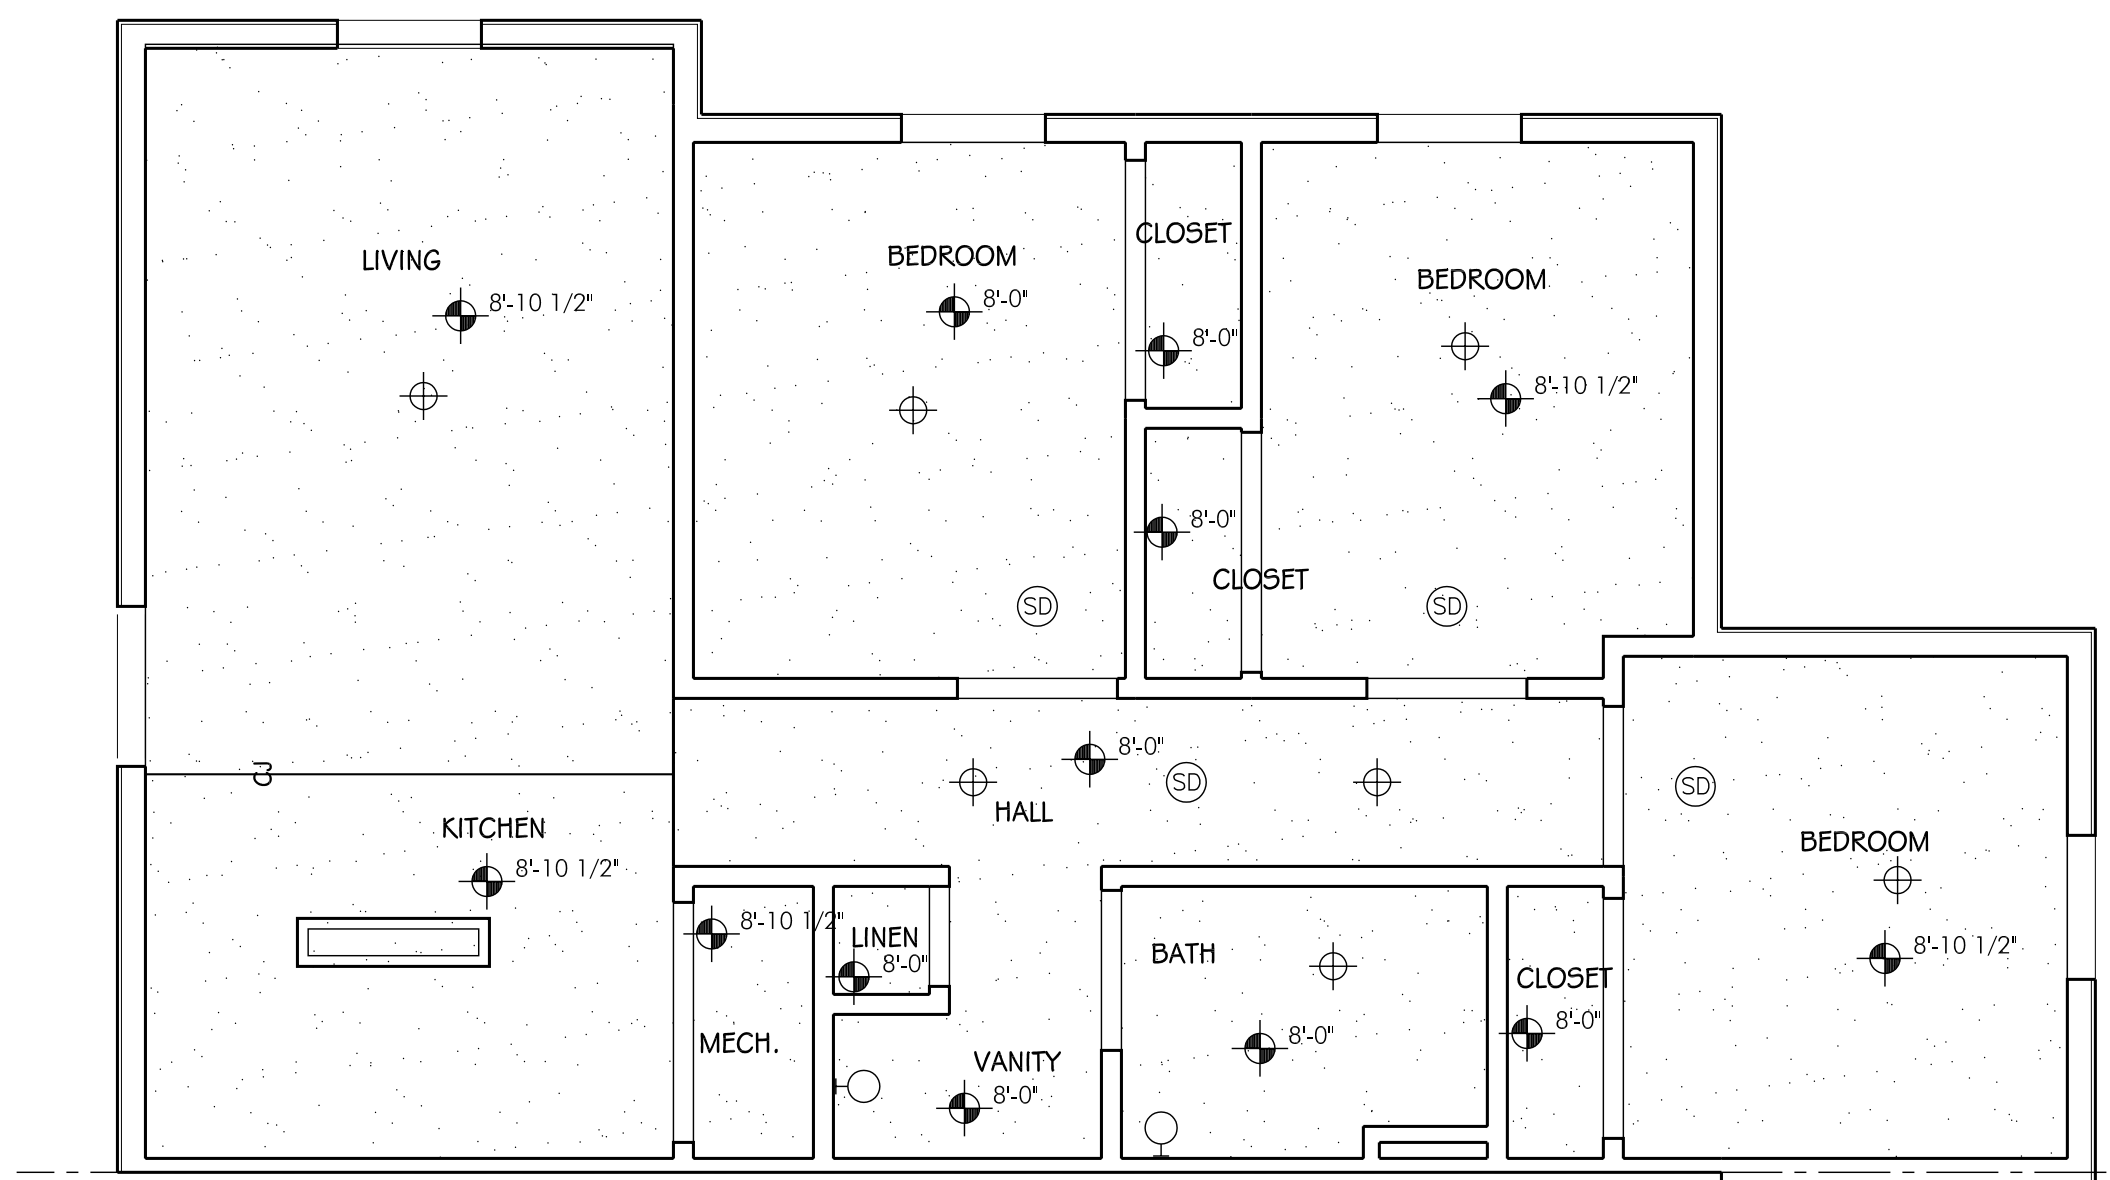 CLOSET
BEDROOM
LIVING
BEDROOM
8'-10 1/2"
8'-0"
8'-0"
8'-10 1/2"
8'-0"
CLOSET
SD
SD
8'-0"
CJ
SD
SD
HALL
KITCHEN
BEDROOM
8'-10 1/2"
8'-10 1/2"
LINEN
8'-10 1/2"
BATH
8'-0"
CLOSET
8'-0"
8'-0"
MECH.
VANITY
8'-0"